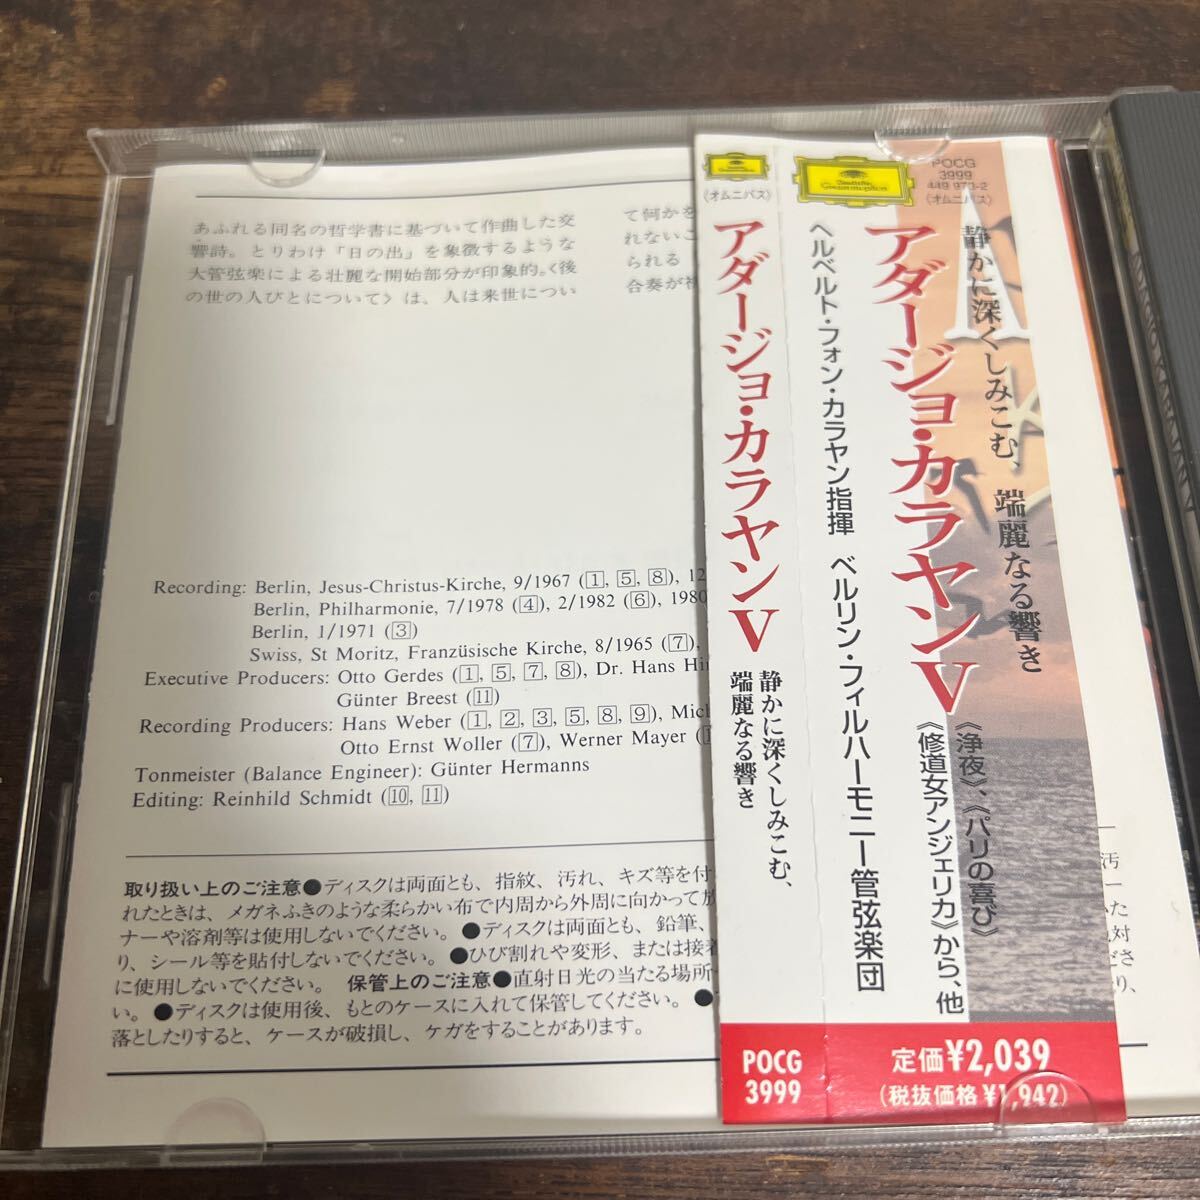 あふれる同名の哲学書に基づいて作曲した交
響詩。とりわけ「日の出」を象徴するような
大管弦楽による壮麗な開始部分が印象的。〈後
の世の人びとについて〉は、人は来世につい
て何かを
れないこ
られる
合奏が神
Recording: Berlin, Jesus-Christus-Kirche, 9/1967 (1, 5, 8), 12
Berlin, Philharmonie, 7/1978 (4), 2/1982 (6), 1980
Berlin, 1/1971 (3)
Swiss, St Moritz, Französische Kirche, 8/1965 (7),
Executive Producers: Otto Gerdes (1, 5, 7, 8), Dr. Hans Hir
Günter Breest (11)
Recording Producers: Hans Weber (1, 2, 3, 5, 8, 9), Mich
Otto Ernst Woller (7), Werner Mayer (
Tonmeister (Balance Engineer): Günter Hermanns
Editing: Reinhild Schmidt (10, 11)
取り扱い上のご注意●ディスクは両面とも、指紋、汚れ、キズ等を付
れたときは、メガネふきのような柔らかい布で内周から外周に向かって放
ナーや溶剤等は使用しないでください。●ディスクは両面とも、鉛筆、
り、シール等を貼付しないでください。●ひび割れや変形、または接着
に使用しないでください。 保管上のご注意●直射日光の当たる場所
い。●ディスクは使用後、もとのケースに入れて保管してください。●
落としたりすると、ケースが破損し、ケガをすることがあります。
《オムニバス》
アダージョ・カラヤンV
静かに深くしみこむ、
端麗なる響き
POCG
3999
Deutsche
Grammophon
POCG
3999
449 970-2
《オムニバス》
静かに深くしみこむ、端麗なる響き
アダージョ・カラヤンV
《浄夜》、《パリの喜び》
《修道女アンジェリカ》から、他
ヘルベルト・フォン・カラヤン指揮 ベルリン・フィルハーモニー管弦楽団
定価¥2,039
(税抜価格¥1,942)
ADAGIO KARAJAN V